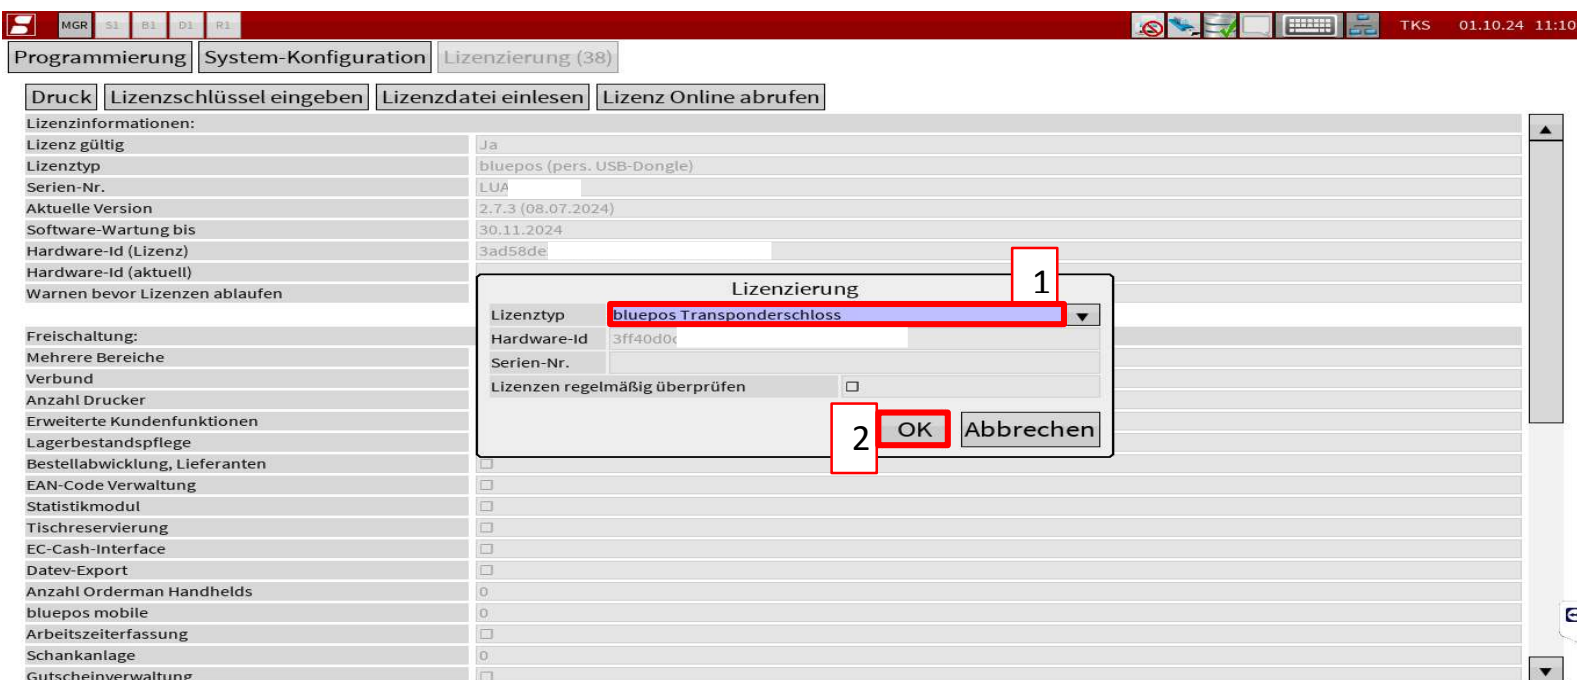 MGR S1 B1 D1 R1 TKS 01.10.24 11:10
Programmierung System-Konfiguration Lizenzierung (38)
Druck Lizenzschlüssel eingeben Lizenzdatei einlesen Lizenz Online abrufen
Lizenzinformationen:
Lizenz gültig Ja
Lizenztyp bluepos (pers. USB-Dongle)
Serien-Nr. LUA
Aktuelle Version 2.7.3 (08.07.2024)
Software-Wartung bis 30.11.2024
Hardware-Id (Lizenz) 3ad58de
Hardware-Id (aktuell)
Warnen bevor Lizenzen ablaufen
Freischaltung:
Mehrere Bereiche
Verbund
Anzahl Drucker
Erweiterte Kundenfunktionen
Lagerbestandspflege
Bestellabwicklung, Lieferanten
EAN-Code Verwaltung
Statistikmodul
Tischreservierung
EC-Cash-Interface
Datev-Export
Anzahl Orderman Handhelds 0
bluepos mobile 0
Arbeitszeiterfassung
Schankanlage 0
Gutscheinverwaltung
Lizenzierung
1
Lizenztyp bluepos Transponderschloss
Hardware-Id 3ff40d0
Serien-Nr.
Lizenzen regelmäßig überprüfen
2
OK Abbrechen